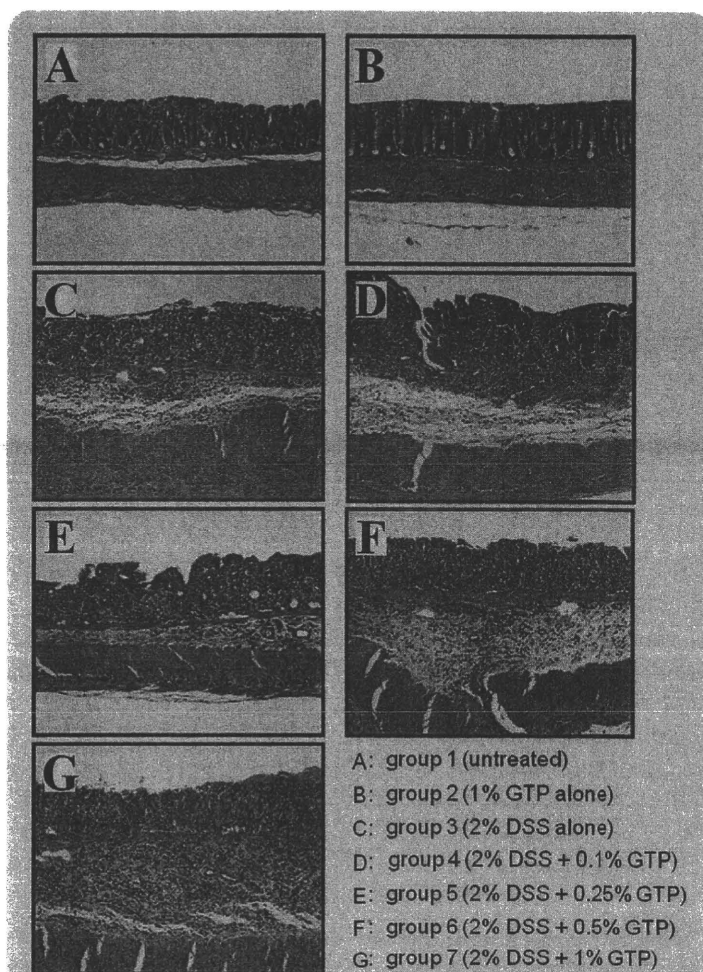 A
B
C
D
E
F
G
A: group 1 (untreated)
B: group 2 (1% GTP alone)
C: group 3 (2% DSS alone)
D: group 4 (2% DSS + 0.1% GTP)
E: group 5 (2% DSS + 0.25% GTP)
F: group 6 (2% DSS + 0.5% GTP)
G: group 7 (2% DSS + 1% GTP)